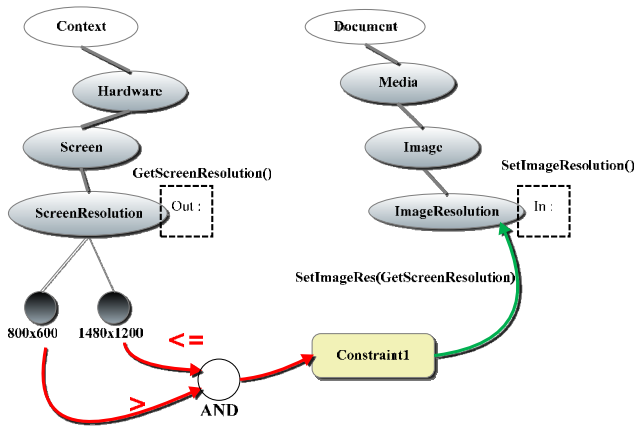 Context
Document
Hardware
Media
Screen
Image
GetScreenResolution()
SetImageResolution()
ScreenResolution
Out :
ImageResolution
In :
SetImageRes(GetScreenResolution)
800x600
1480x1200
<=
>
AND
Constraint1